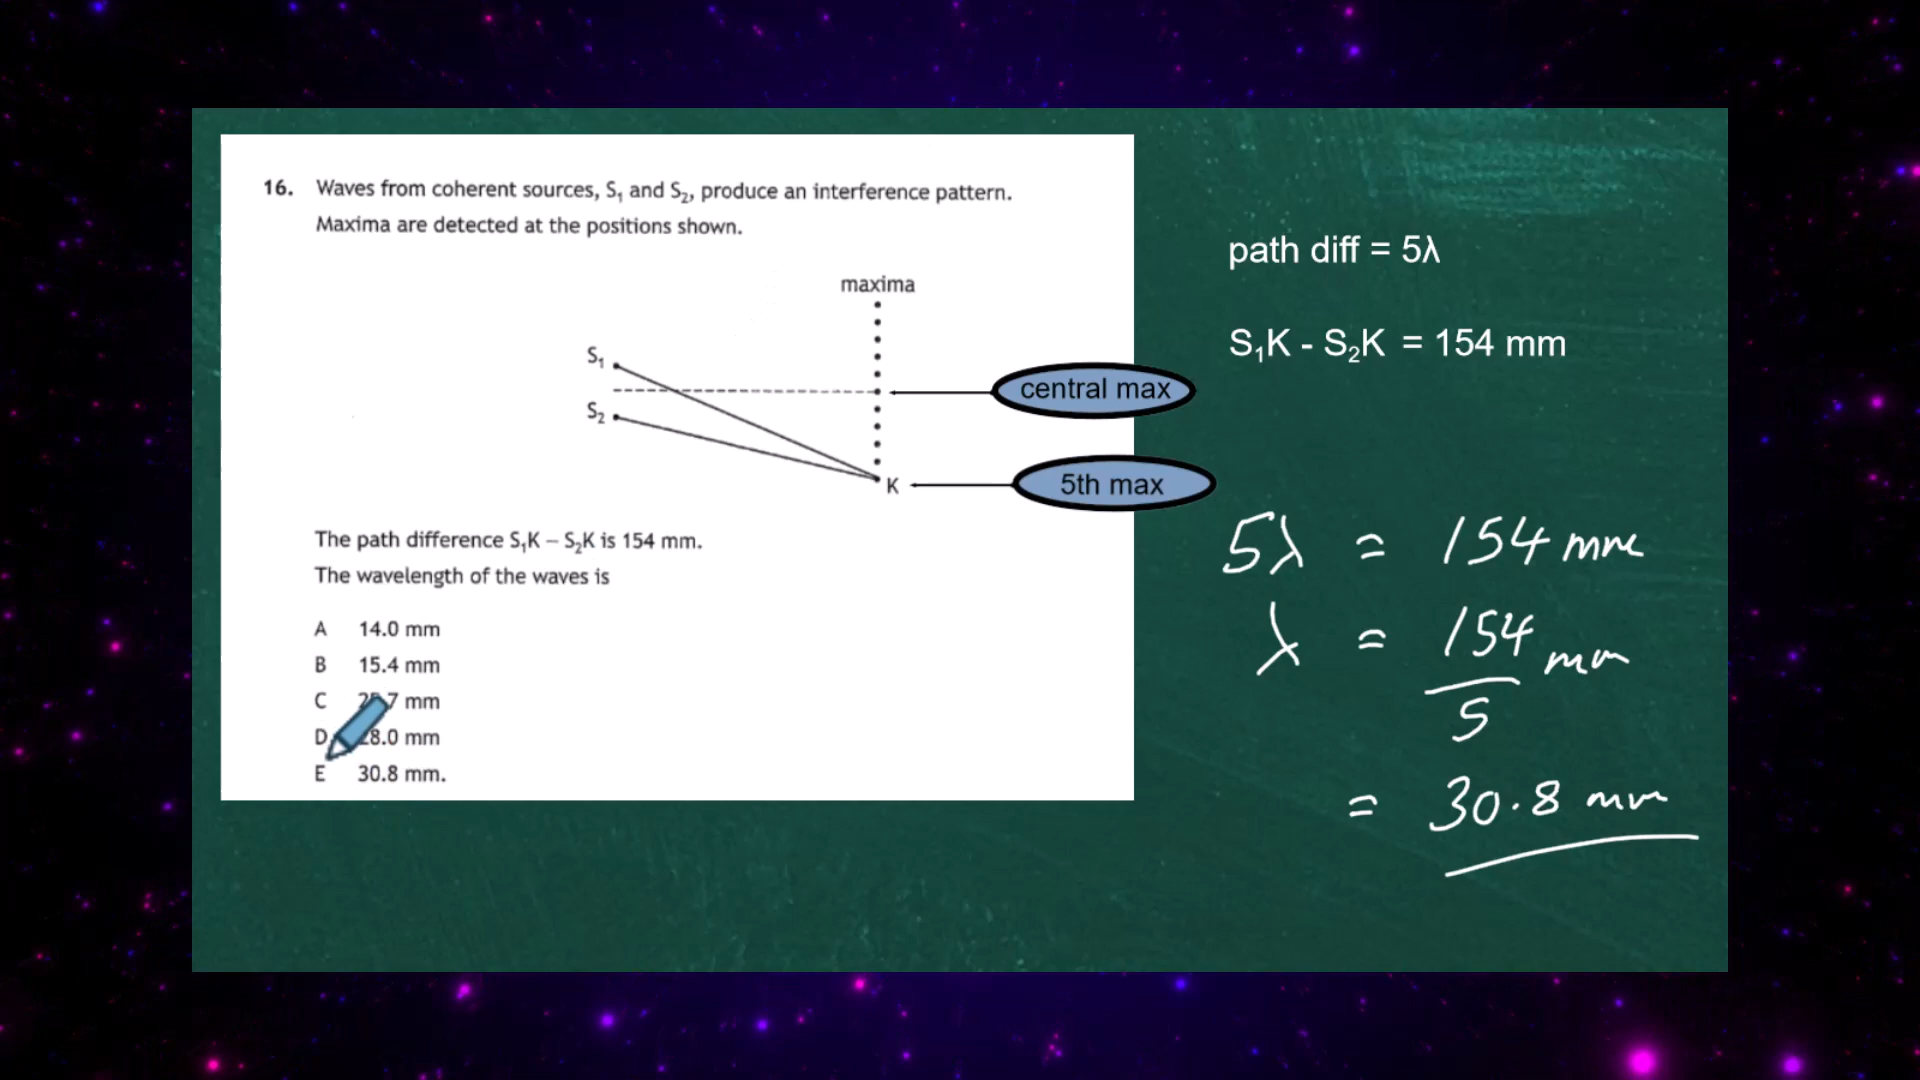 16. Waves from coherent sources, S₁ and S₂, produce an interference pattern.
Maxima are detected at the positions shown.
maxima
S₁
central max
S₂
K
5th max
The path difference S₁K – S₂K is 154 mm.
The wavelength of the waves is
A 14.0 mm
B 15.4 mm
C mm
D 28.0 mm
E 30.8 mm.
path diff = 5λ
S₁K - S₂K = 154 mm
5λ = 154 mm
λ = 154 mm
5
= 30.8 mm